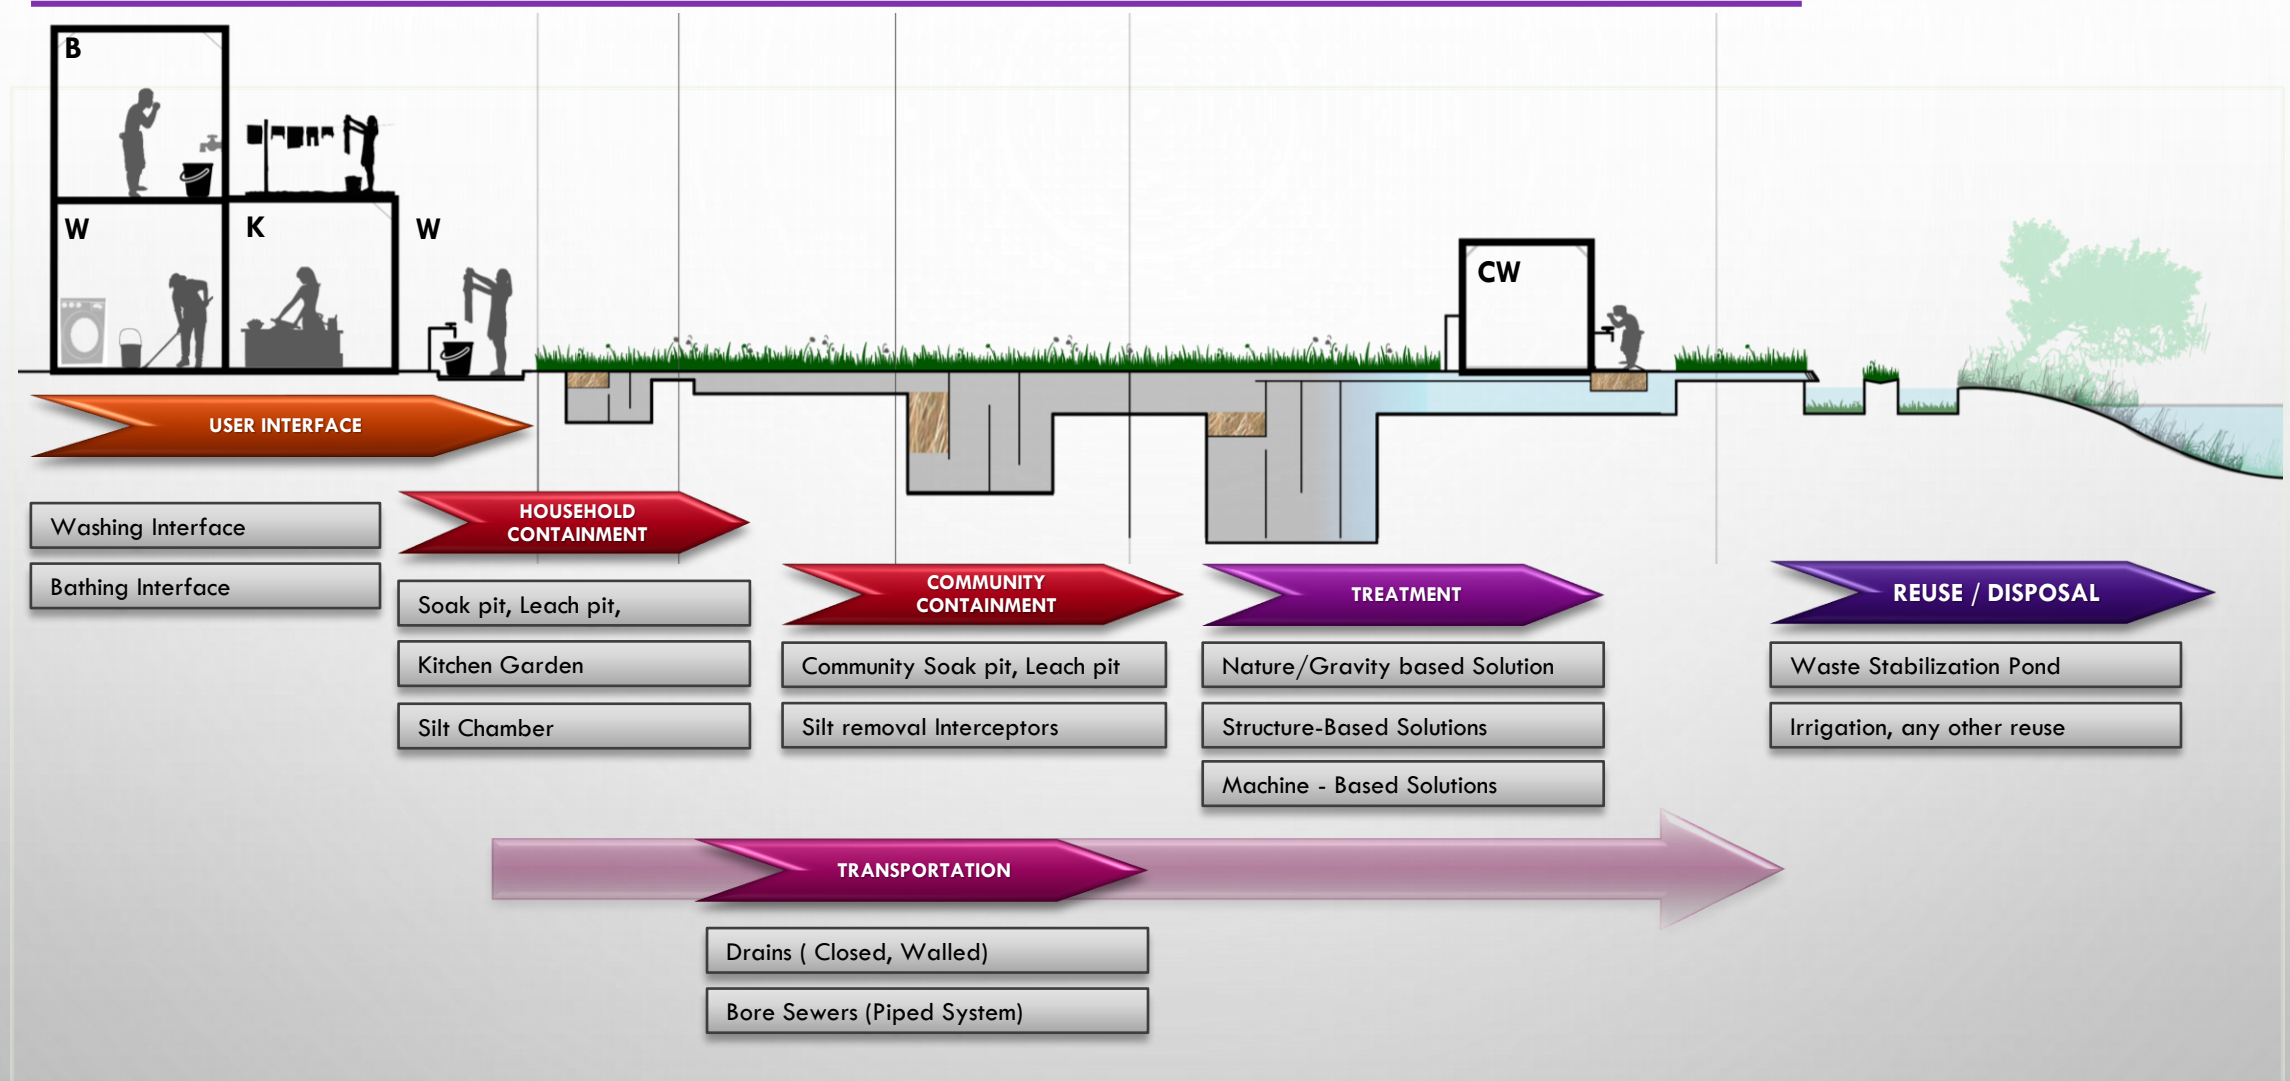 B
W
K
W
CW
USER INTERFACE
Washing Interface
Bathing Interface
HOUSEHOLD
CONTAINMENT
Soak pit, Leach pit,
Kitchen Garden
Silt Chamber
COMMUNITY
CONTAINMENT
Community Soak pit, Leach pit
Silt removal Interceptors
TREATMENT
Nature/Gravity based Solution
Structure-Based Solutions
Machine - Based Solutions
REUSE / DISPOSAL
Waste Stabilization Pond
Irrigation, any other reuse
TRANSPORTATION
Drains ( Closed, Walled)
Bore Sewers (Piped System)